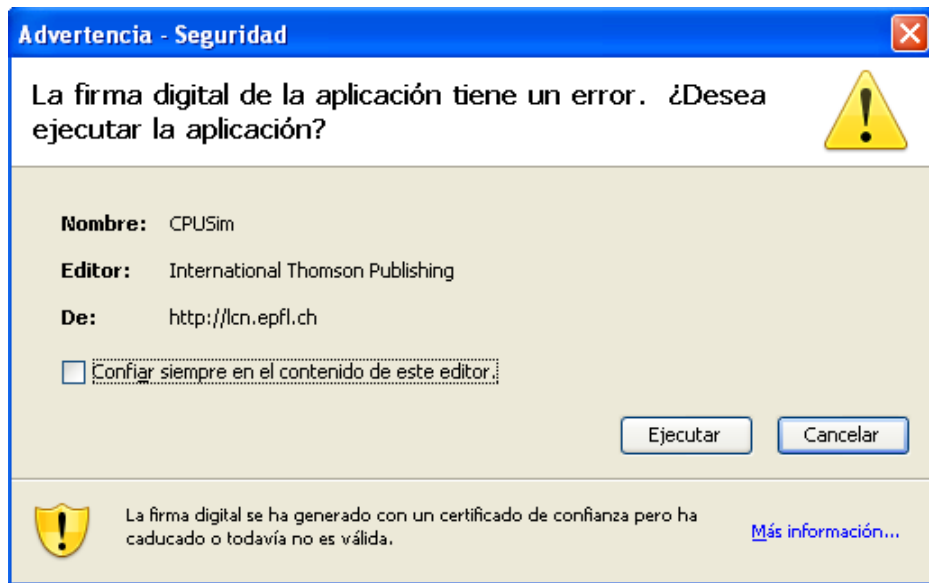 Advertencia - Seguridad
La firma digital de la aplicación tiene un error. ¿Desea
ejecutar la aplicación?
Nombre: CPUSim
Editor: International Thomson Publishing
De: http://lcn.epfl.ch
Confiar siempre en el contenido de este editor.
Ejecutar Cancelar
La firma digital se ha generado con un certificado de confianza pero ha
caducado o todavía no es válida.
Más información...